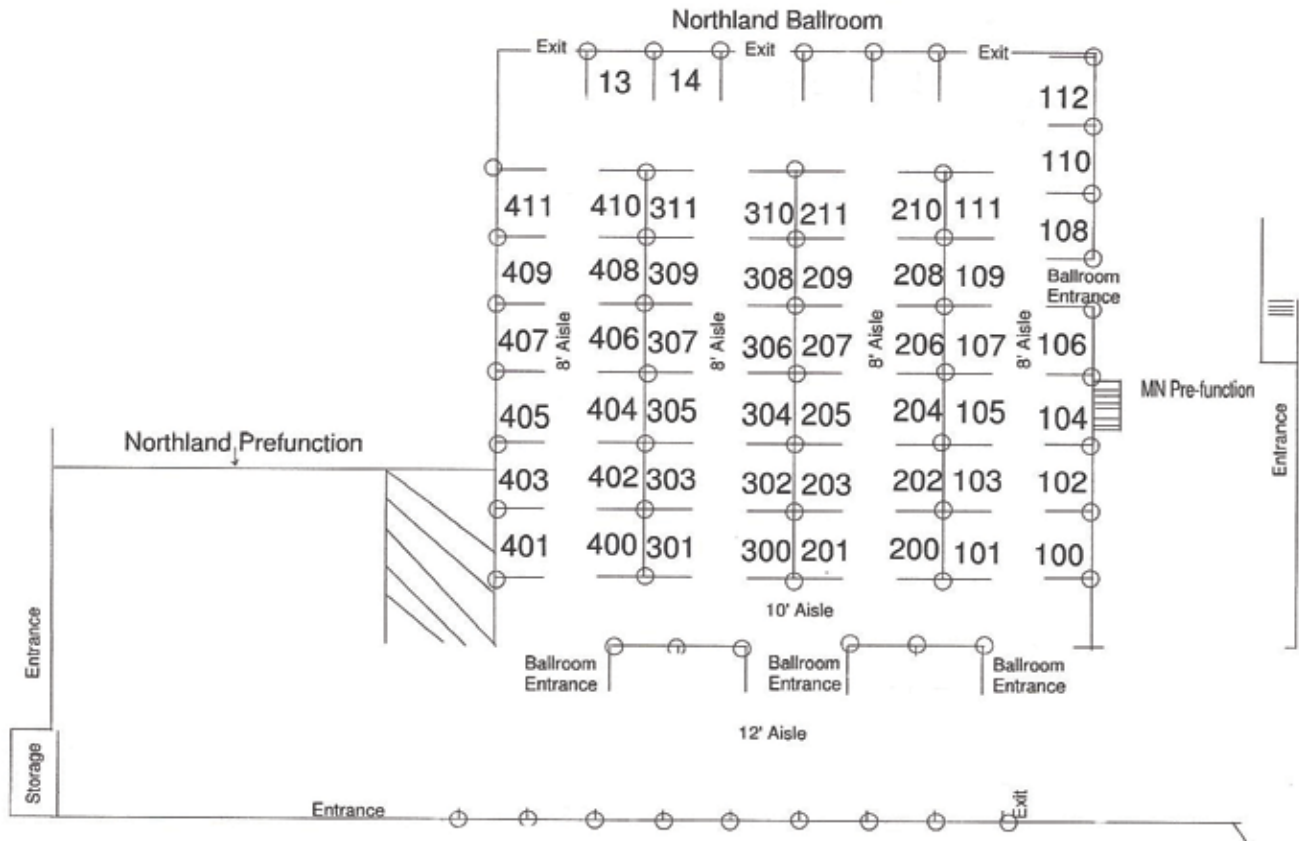 Northland Ballroom
Exit Exit Exit
13 14
112
110
411 410 311 310 211 210 111
108
409 408 309 308 209 208 109
Ballroom
Entrance
407 8' Aisle 406 307 8' Aisle 306 207 8' Aisle 206 107 8' Aisle 106
MN Pre-function
405 404 305 304 205 204 105 104
Northland Prefunction
Entrance
403 402 303 302 203 202 103 102
401 400 301 300 201 200 101 100
10' Aisle
Entrance
Ballroom Ballroom Ballroom
Entrance Entrance Entrance
12' Aisle
Storage
Entrance
Exit